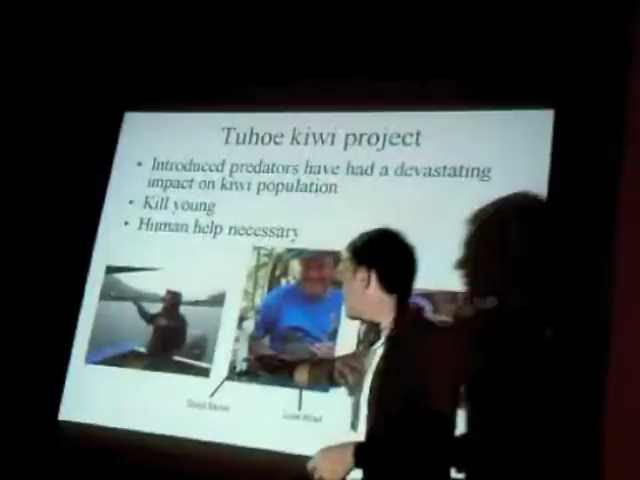 Tuhoe kiwi project
• Introduced predators have had a devastating
impact on kiwi population
• Kill young
• Human help necessary